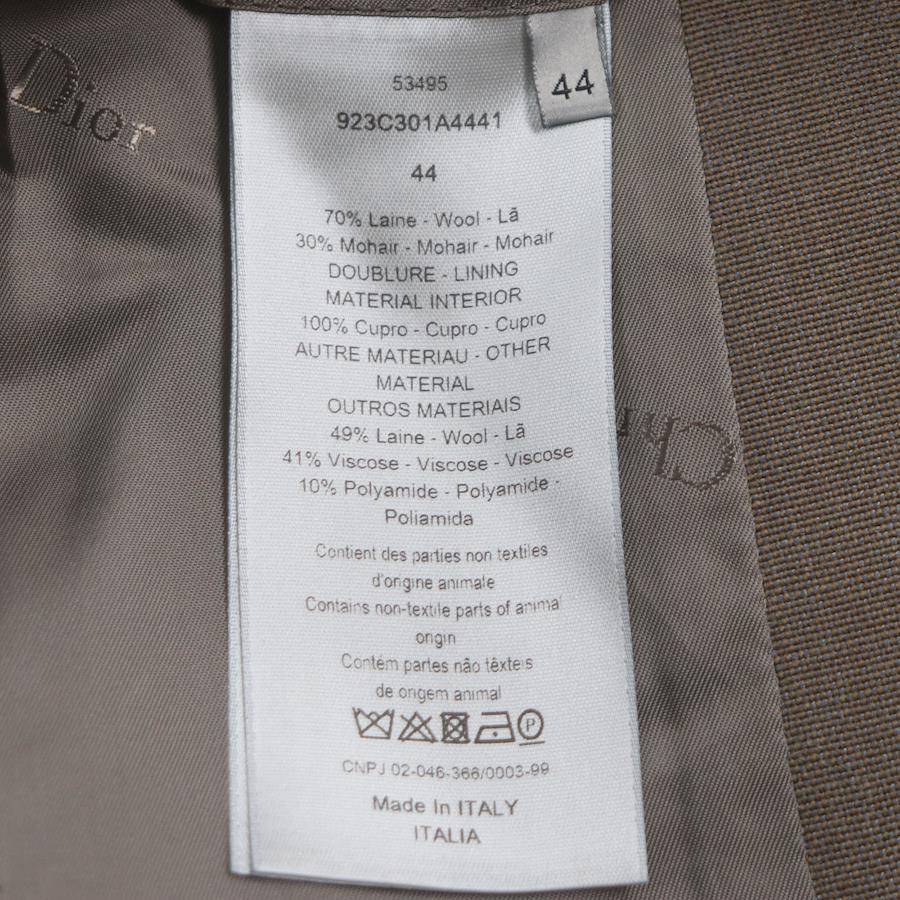 Dior
44
53495
923C301A4441
44
70% Laine - Wool - Lã
30% Mohair - Mohair - Mohair
DOUBLURE - LINING
MATERIAL INTERIOR
100% Cupro - Cupro - Cupro
AUTRE MATERIAU - OTHER
MATERIAL
OUTROS MATERIAIS
49% Laine - Wool - Lã
41% Viscose - Viscose - Viscose
10% Polyamide - Polyamide -
Poliamida
Contient des parties non textiles
d'origine animale
Contains non-textile parts of animal
origin
Contém partes não têxteis
de origem animal
P
CNPJ 02-046-366/0003-99
Made In ITALY
ITALIA